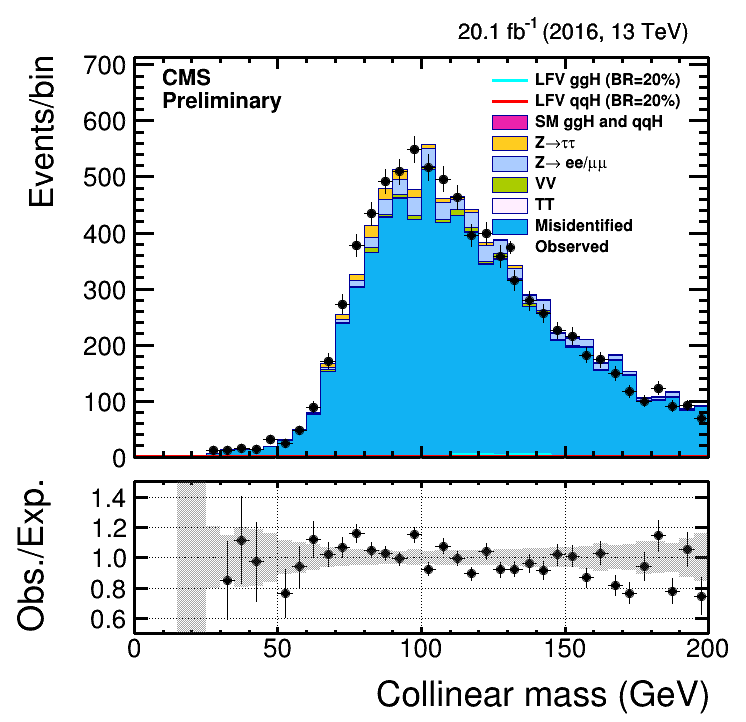 20.1 fb-1 (2016, 13 TeV)
Events/bin
700
600
500
400
300
200
100
0
CMS
Preliminary
LFV ggH (BR=20%)
LFV qqH (BR=20%)
SM ggH and qqH
Z→ττ
Z→ ee/μμ
VV
TT
Misidentified
Observed
Obs./Exp.
1.4
1.2
1.0
0.8
0.6
0 50 100 150 200
Collinear mass (GeV)